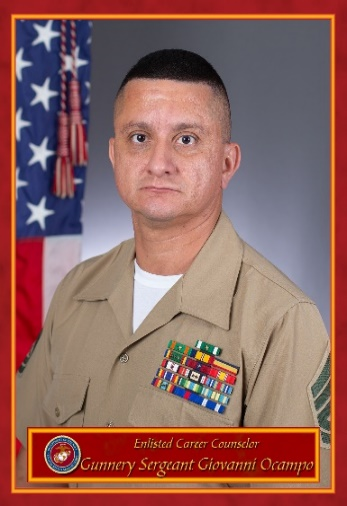 Enlisted Career Counselor
Gunnery Sergeant Giovanni Ocampo